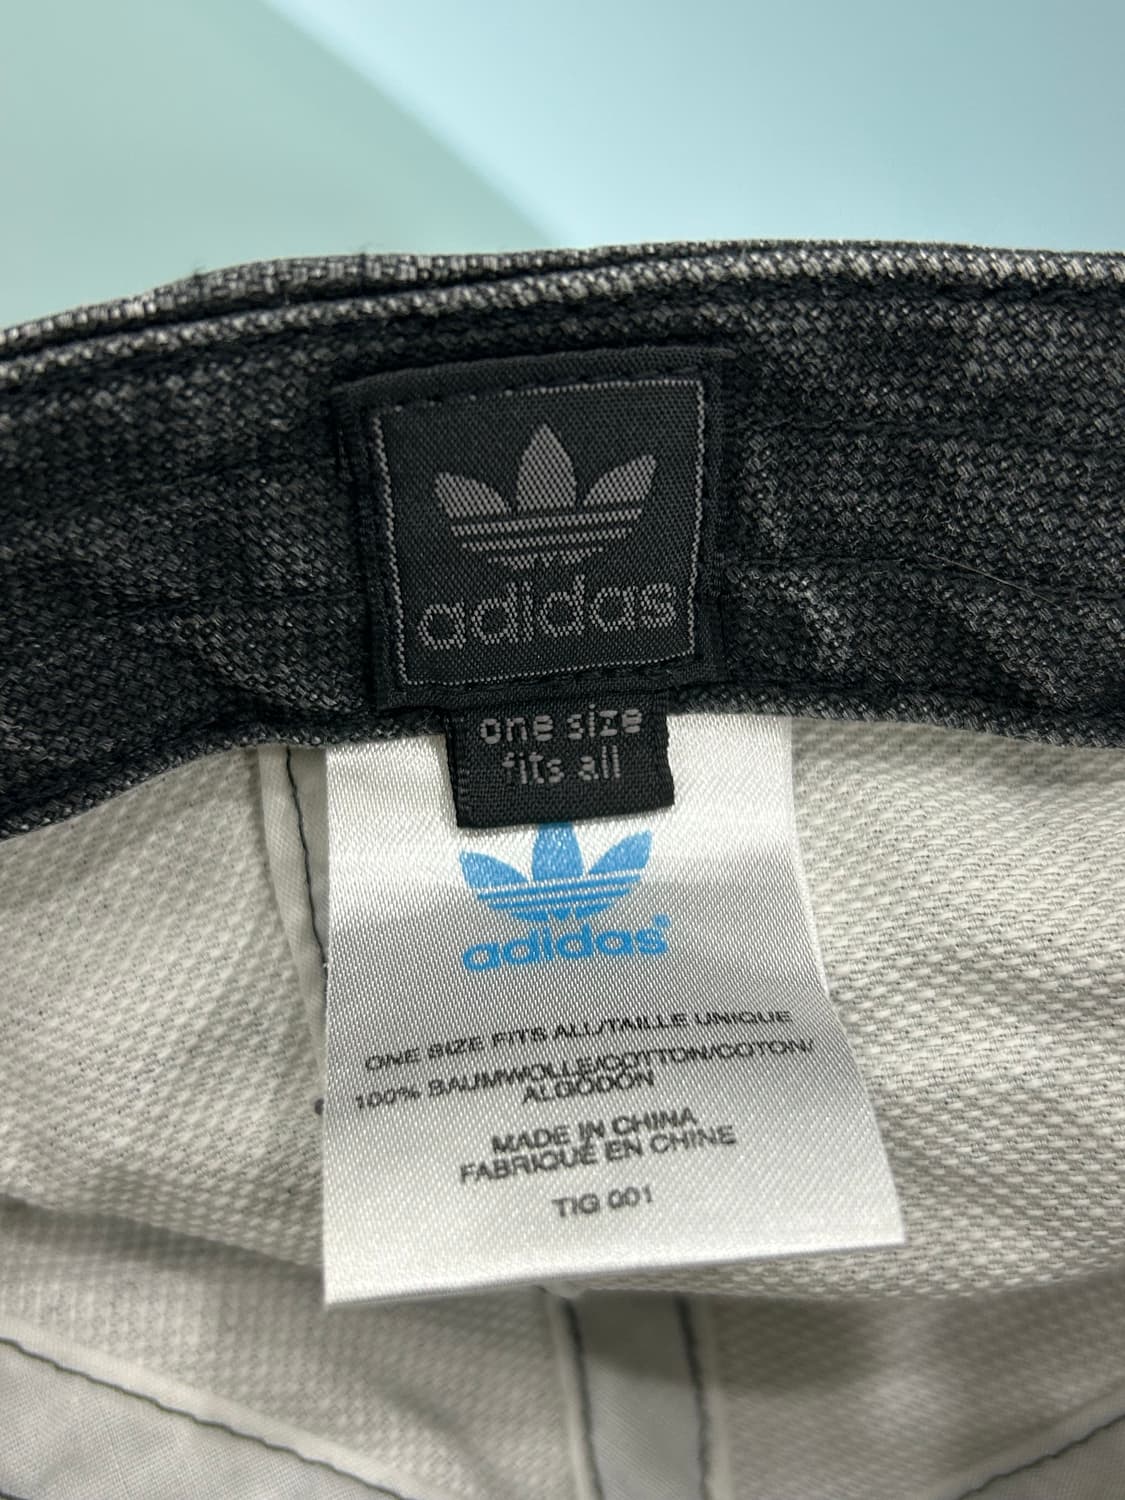 adidas
one size
fits all
adidas®
ONE SIZE FITS ALL/TAILLE UNIQUE
100% BAUMWOLLE/COTTON/COTON/
ALGODÓN
MADE IN CHINA
FABRIQUÉ EN CHINE
TIG 001